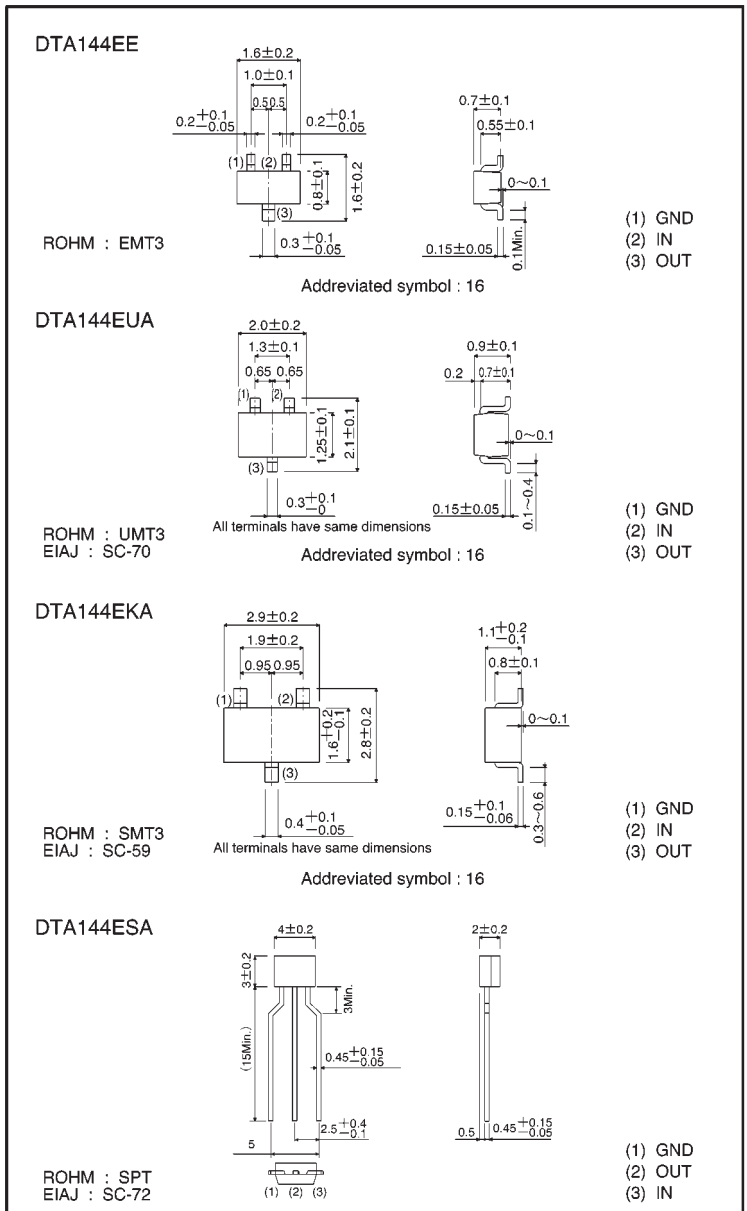 DTA144EE
1.6±0.2
1.0±0.1
0.5 0.5
0.2 +0.1 −0.05
0.2 +0.1 −0.05
(1) (2)
(3)
0.8±0.1
1.6±0.2
0.3 +0.1 −0.05
0.7±0.1
0.55±0.1
0~0.1
0.15±0.05
0.1Min.
ROHM : EMT3
(1) GND
(2) IN
(3) OUT
Addreviated symbol : 16
DTA144EUA
2.0±0.2
1.3±0.1
0.65 0.65
(1) (2)
(3)
1.25±0.1
2.1±0.1
0.3 +0.1 −0
0.9±0.1
0.2 0.7±0.1
0~0.1
0.15±0.05
0.1~0.4
All terminals have same dimensions
ROHM : UMT3
EIAJ : SC-70
Addreviated symbol : 16
(1) GND
(2) IN
(3) OUT
DTA144EKA
2.9±0.2
1.9±0.2
0.95 0.95
(1) (2)
(3)
1.6 +0.2 −0.1
2.8±0.2
0.4 +0.1 −0.05
1.1 +0.2 −0.1
0.8±0.1
0~0.1
0.15 +0.1 −0.06
0.3~0.6
All terminals have same dimensions
ROHM : SMT3
EIAJ : SC-59
Addreviated symbol : 16
(1) GND
(2) IN
(3) OUT
DTA144ESA
4±0.2
3±0.2
3Min.
(15Min.)
0.45 +0.15 −0.05
2.5 +0.4 −0.1
5
(1) (2) (3)
2±0.2
0.5 0.45 +0.15 −0.05
ROHM : SPT
EIAJ : SC-72
(1) GND
(2) OUT
(3) IN